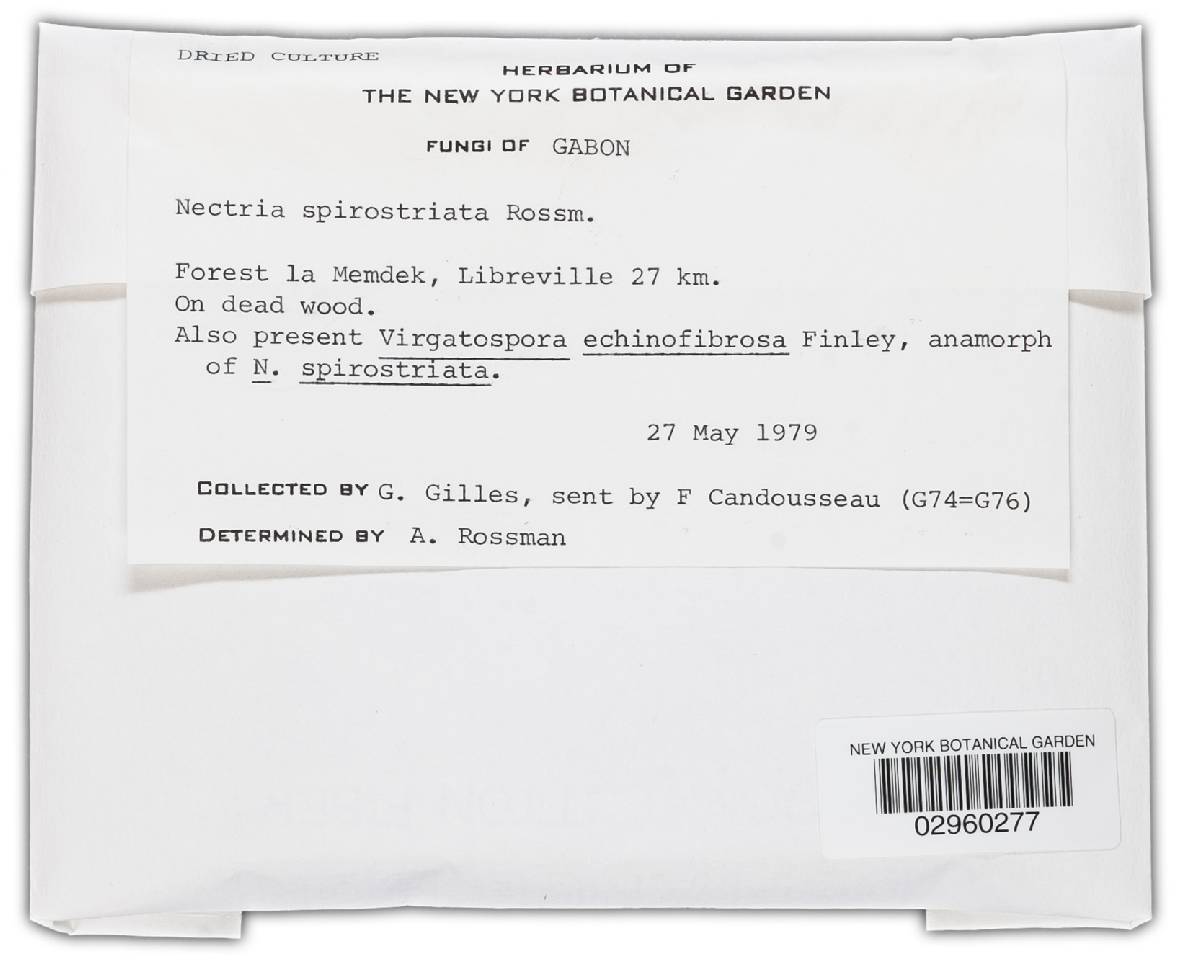 DRIED CULTURE
HERBARIUM OF
THE NEW YORK BOTANICAL GARDEN
FUNGI OF GABON
Nectria spirostriata Rossm.
Forest la Memdek, Libreville 27 km.
On dead wood.
Also present Virgatospora echinofibrosa Finley, anamorph
of N. spirostriata.
27 May 1979
COLLECTED BY G. Gilles, sent by F Candousseau (G74=G76)
DETERMINED BY A. Rossman
NEW YORK BOTANICAL GARDEN
02960277